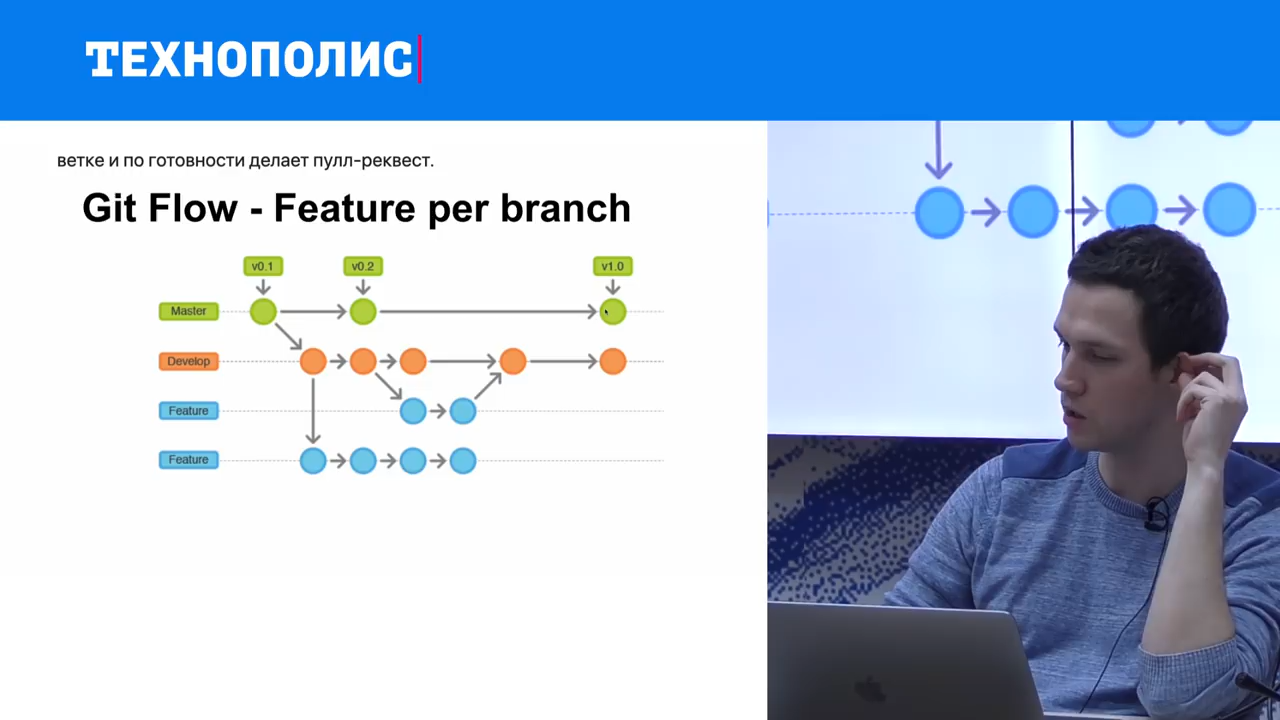 ТЕХНОПОЛИС
ветке и по готовности делает пулл-реквест.
Git Flow - Feature per branch
v0.1
v0.2
v1.0
Master
Develop
Feature
Feature